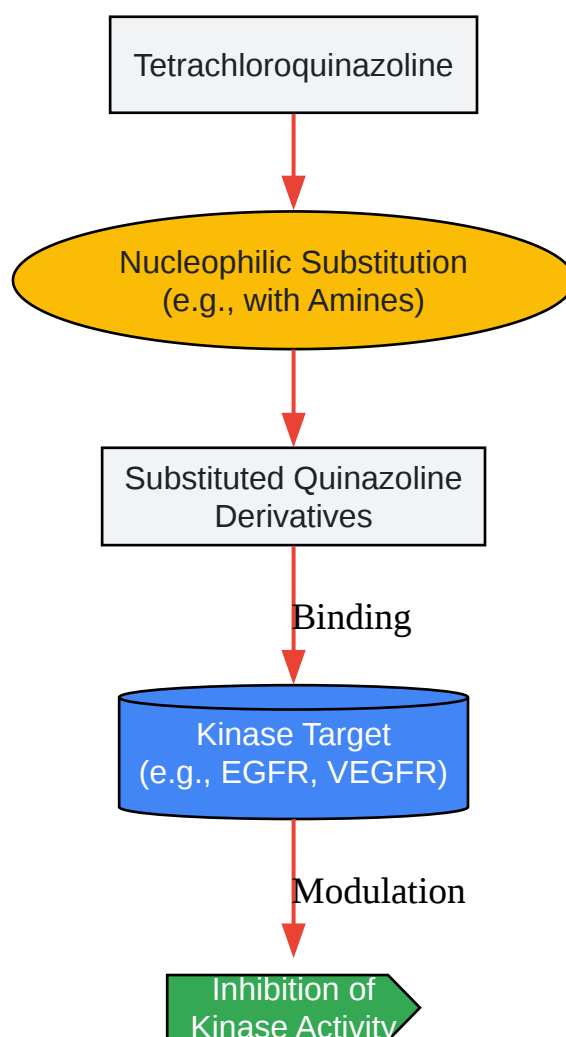 Tetrachloroquinazoline
Nucleophilic Substitution
(e.g., with Amines)
Substituted Quinazoline
Derivatives
Binding
Kinase Target
(e.g., EGFR, VEGFR)
Modulation
Inhibition of
Kinase Activity